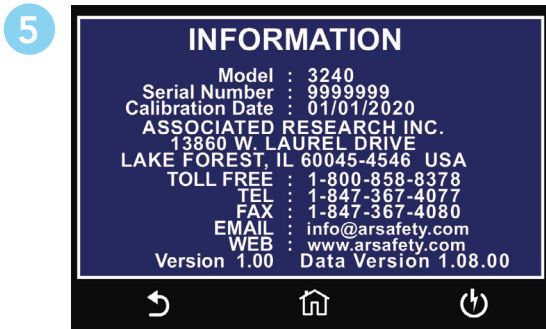 5
INFORMATION
Model : 3240
Serial Number : 9999999
Calibration Date : 01/01/2020
ASSOCIATED RESEARCH INC.
13860 W. LAUREL DRIVE
LAKE FOREST, IL 60045-4546 USA
TOLL FREE : 1-800-858-8378
TEL : 1-847-367-4077
FAX : 1-847-367-4080
EMAIL : info@arsafety.com
WEB : www.arsafety.com
Version 1.00 Data Version 1.08.00